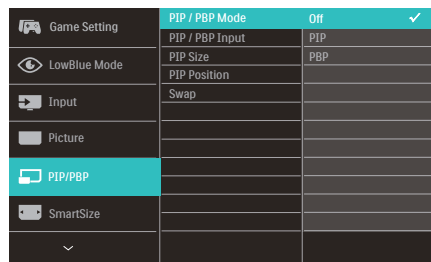 Game Setting
LowBlue Mode
Input
Picture
PIP/PBP
SmartSize
PIP / PBP Mode
PIP / PBP Input
PIP Size
PIP Position
Swap
Off
PIP
PBP